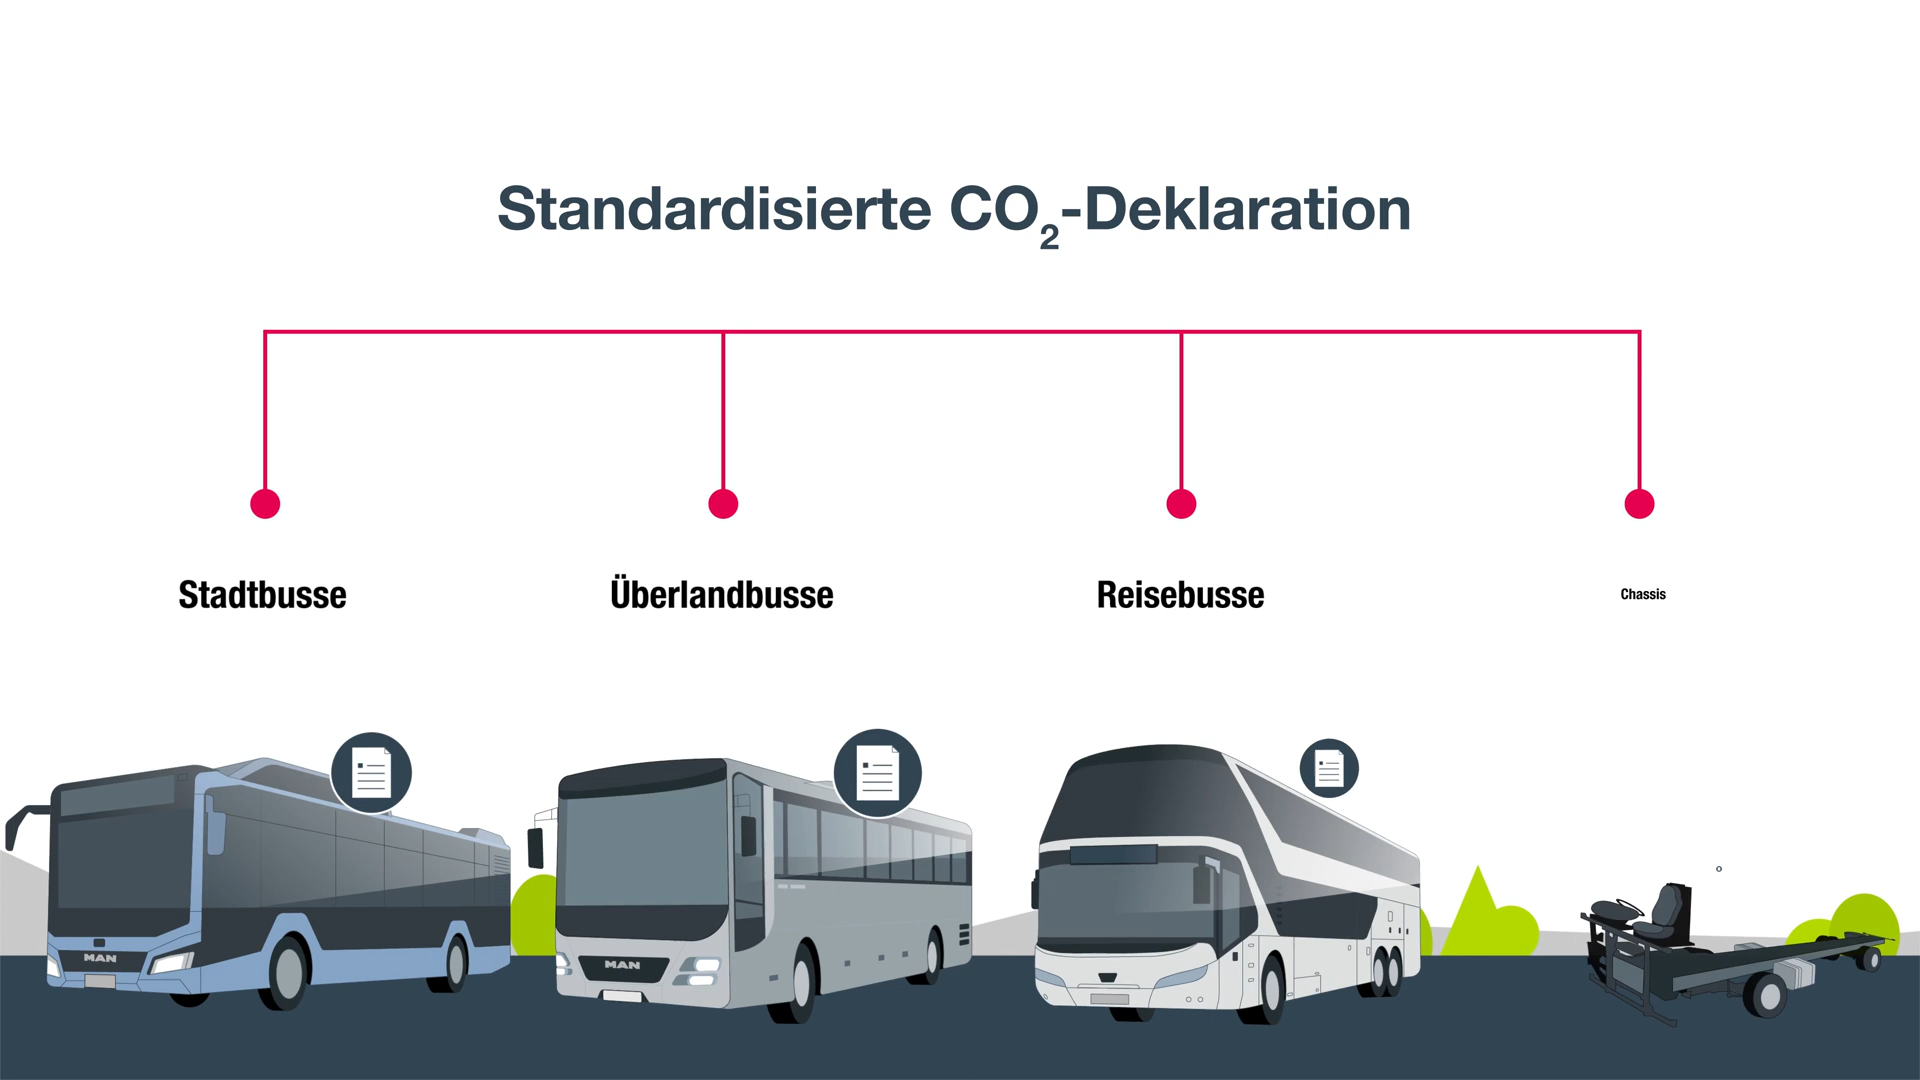 Standardisierte CO₂-Deklaration
Stadtbusse
Überlandbusse
Reisebusse
Chassis
MAN
MAN